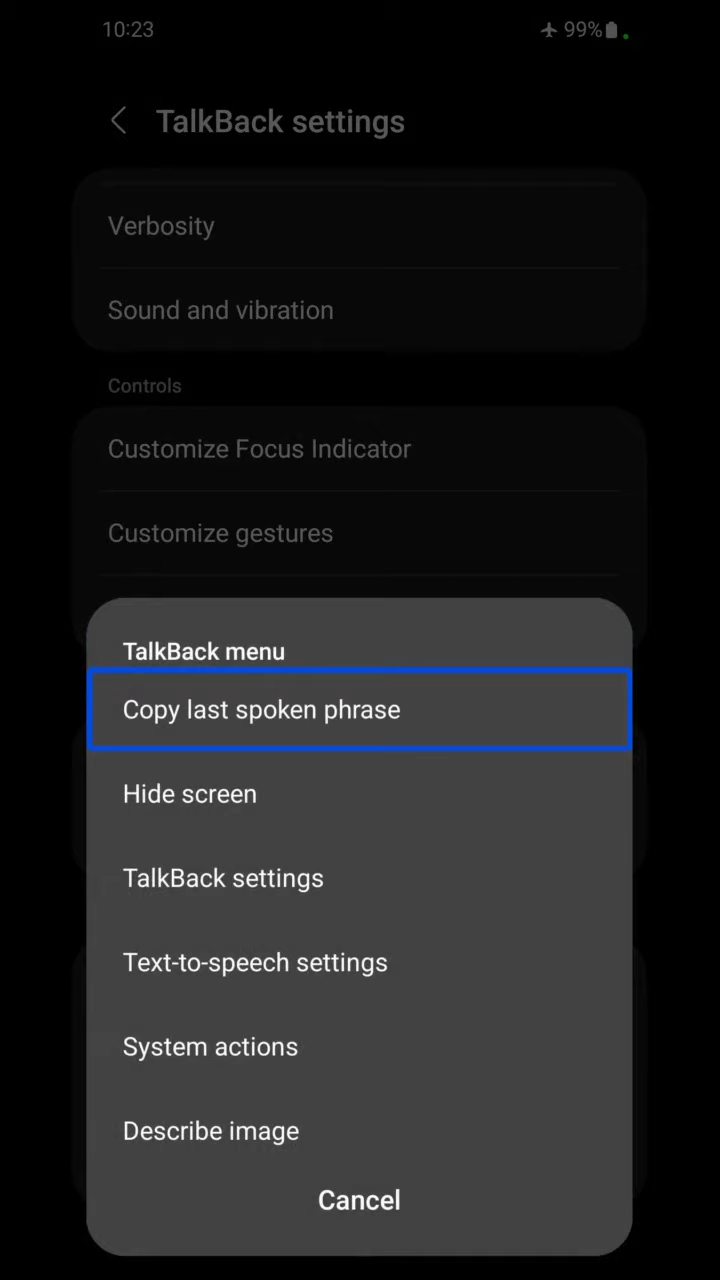 10:23 99%
TalkBack settings
Verbosity
Sound and vibration
Controls
Customize Focus Indicator
Customize gestures
TalkBack menu
Copy last spoken phrase
Hide screen
TalkBack settings
Text-to-speech settings
System actions
Describe image
Cancel